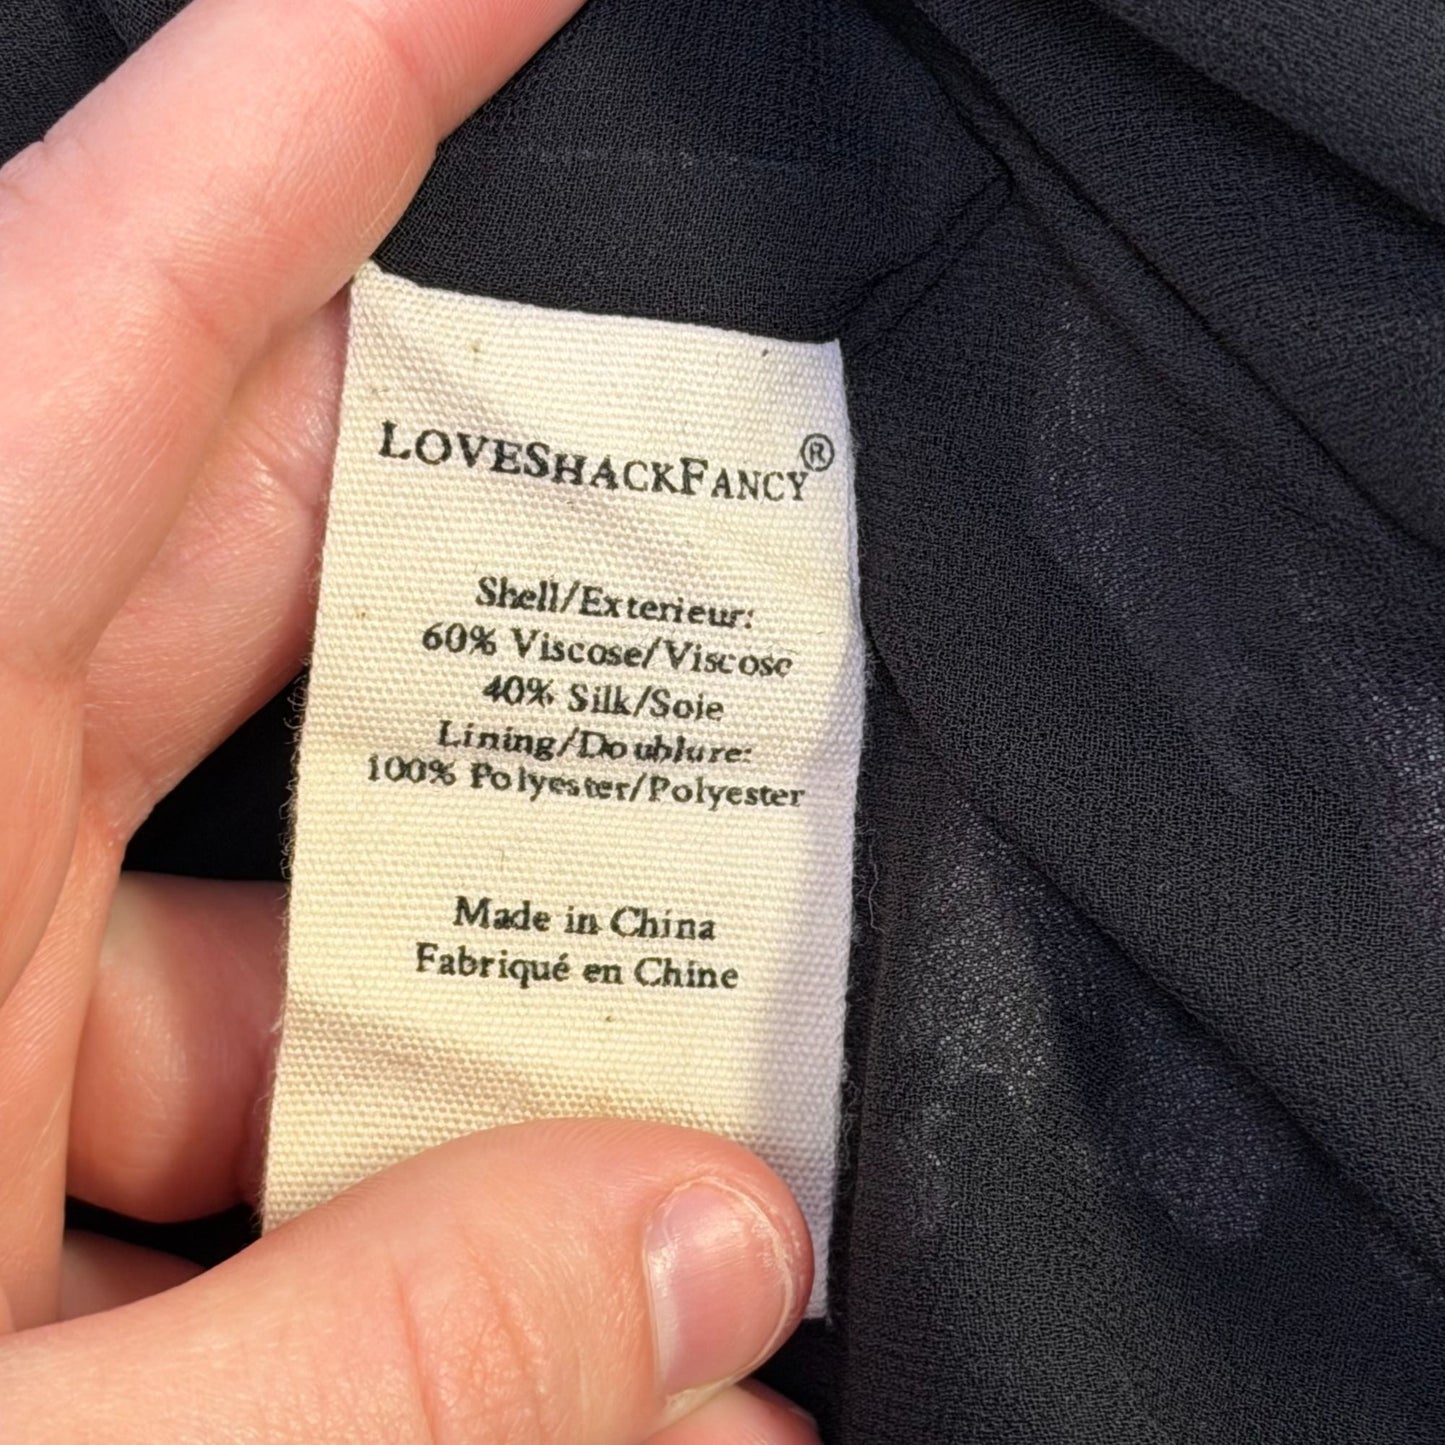 LOVESHACKFANCY®
Shell/Exterieur:
60% Viscose/Viscose
40% Silk/Soie
Lining/Doublure:
100% Polyester/Polyester
Made in China
Fabriqué en Chine